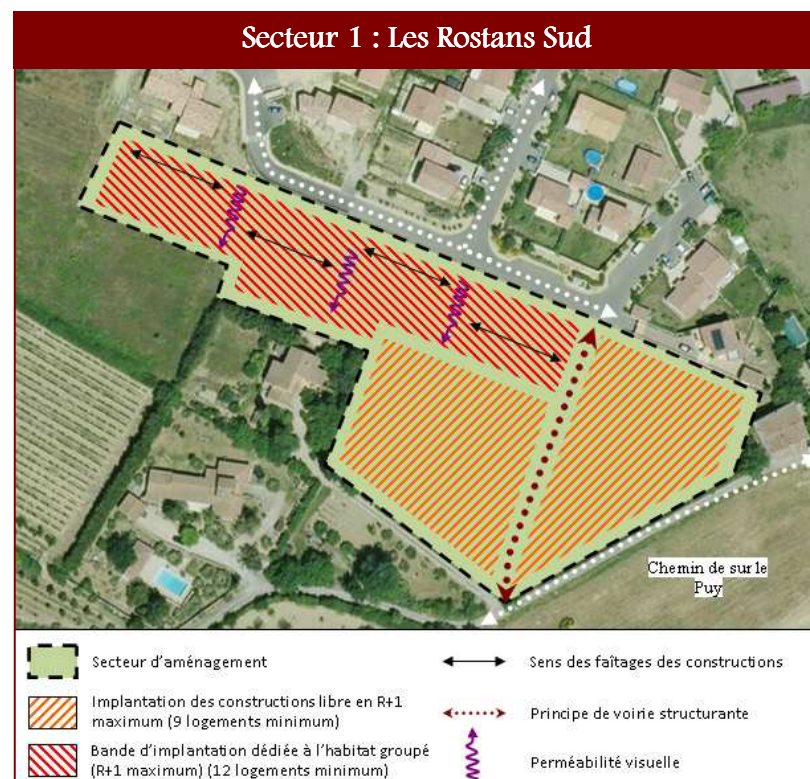 Secteur 1 : Les Rostans Sud
Chemin de sur le
Puy
Secteur d'aménagement
Implantation des constructions libre en R+1
maximum (9 logements minimum)
Bande d'implantation dédiée à l'habitat groupé
(R+1 maximum) (12 logements minimum)
Sens des faîtages des constructions
Principe de voirie structurante
Perméabilité visuelle